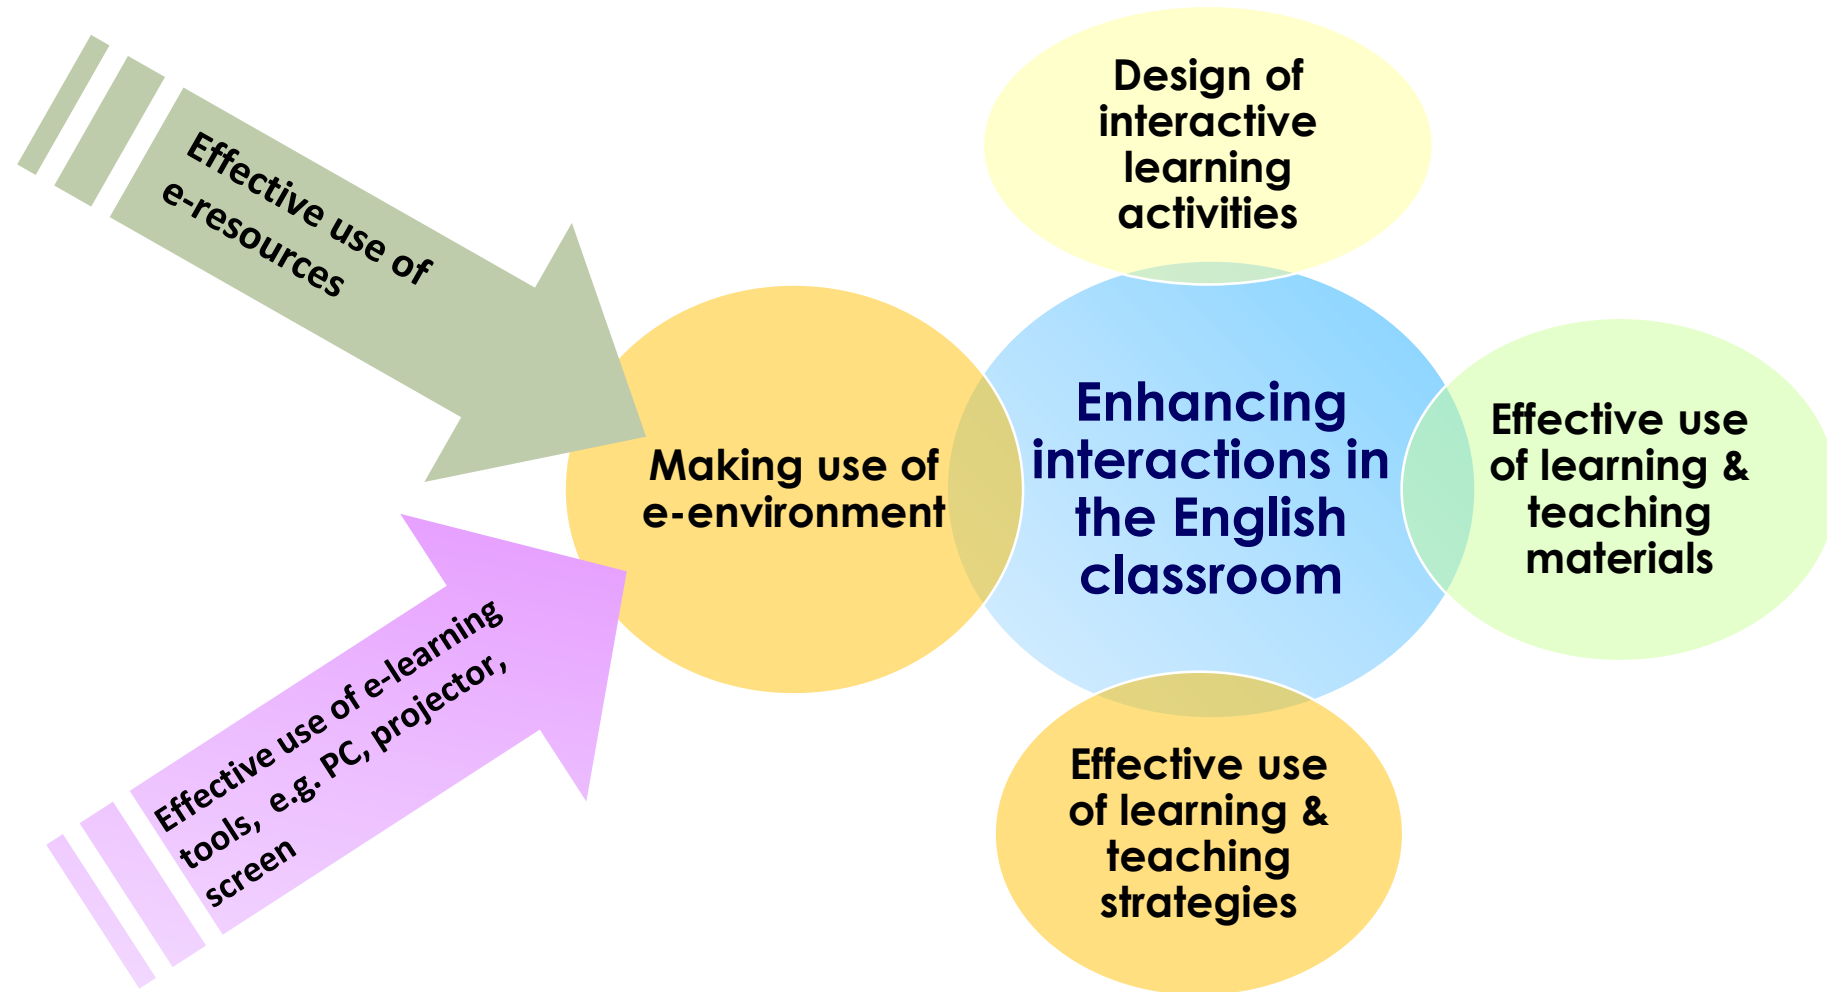 Effective use of
e-resources
Effective use of e-learning
tools, e.g. PC, projector,
screen
Making use of
e-environment
Design of
interactive
learning
activities
Enhancing
interactions in
the English
classroom
Effective use
of learning &
teaching
materials
Effective use
of learning &
teaching
strategies